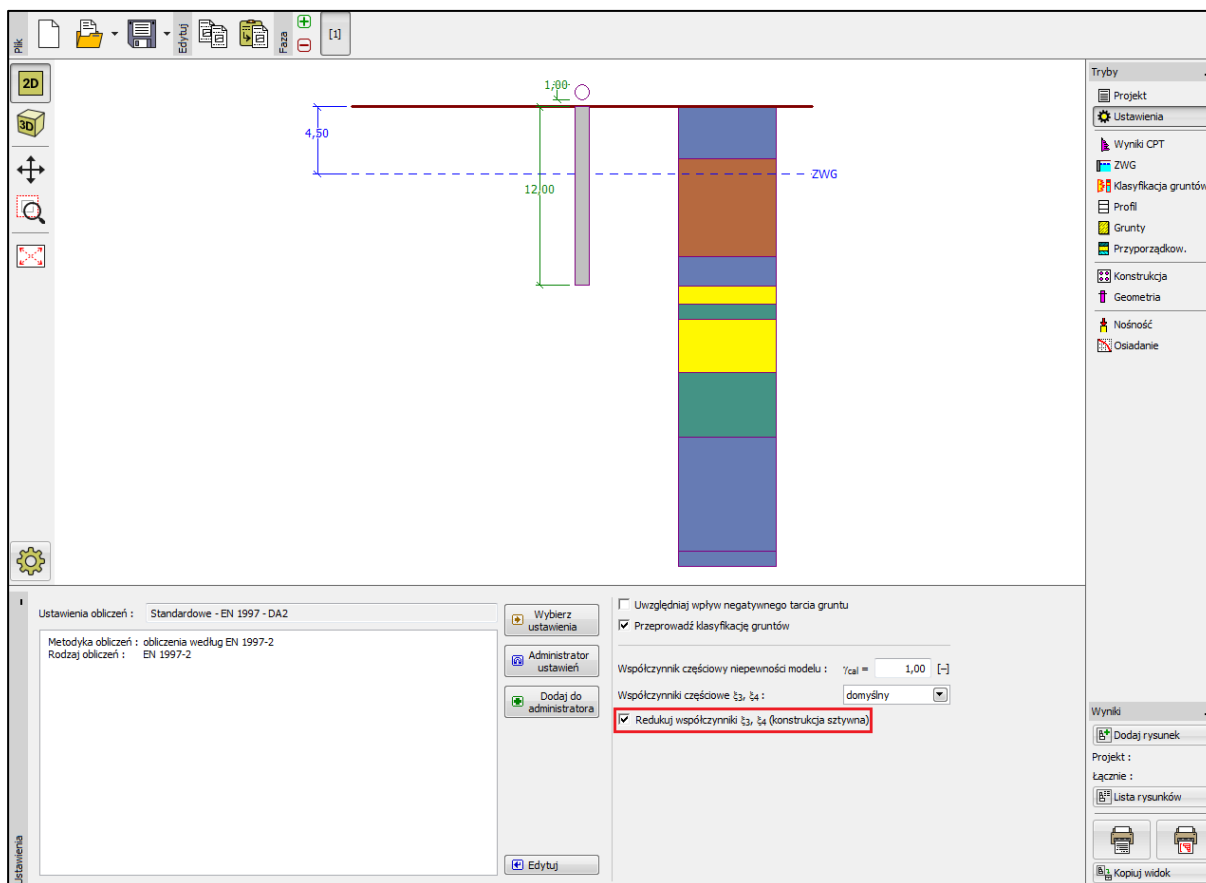 Plik
Edytuj
Faza
[1]
2D
3D
1,00
4,50
12,00
ZWG
Tryby
Projekt
Ustawienia
Wyniki CPT
ZWG
Klasyfikacja gruntów
Profil
Grunty
Przyporządkow.
Konstrukcja
Geometria
Nośność
Osiadanie
Ustawienia
Ustawienia obliczeń : Standardowe - EN 1997 - DA2
Metodyka obliczeń : obliczenia według EN 1997-2
Rodzaj obliczeń : EN 1997-2
Wybierz ustawienia
Administrator ustawień
Dodaj do administratora
Edytuj
Uwzględniaj wpływ negatywnego tarcia gruntu
Przeprowadź klasyfikację gruntów
Współczynnik częściowy niepewności modelu : γcal = 1,00 [–]
Współczynniki częściowe ξ3, ξ4 : domyślny
Redukuj współczynniki ξ3, ξ4 (konstrukcja sztywna)
Wyniki
Dodaj rysunek
Projekt :
Łącznie :
Lista rysunków
Kopiuj widok